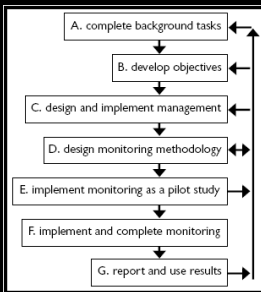 A. complete background tasks
B. develop objectives
C. design and implement management
D. design monitoring methodology
E. implement monitoring as a pilot study
F. implement and complete monitoring
G. report and use results